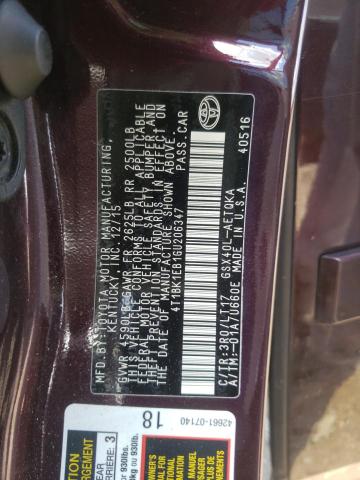 MFD.BY:TOYOTA MOTOR MANUFACTURING,
KENTUCKY,INC. 12/15
GVWR 4590LB GAWR FR 2625LB RR 2500LB
THIS VEHICLE CONFORMS TO ALL APPLICABLE
FEDERAL MOTOR VEHICLE SAFETY BUMPER AND
THEFT PREVENTION STANDARDS IN EFFECT ON
THE DATE OF MANUFACTURE SHOWN ABOVE.
4T1BK1EB1GU206347 PASS.CAR
40516
C/TR:3R0/LT17 GSX40L-AETGKA
A/TM:-01A/U660E MADE IN U.S.A.
42661-07140
18